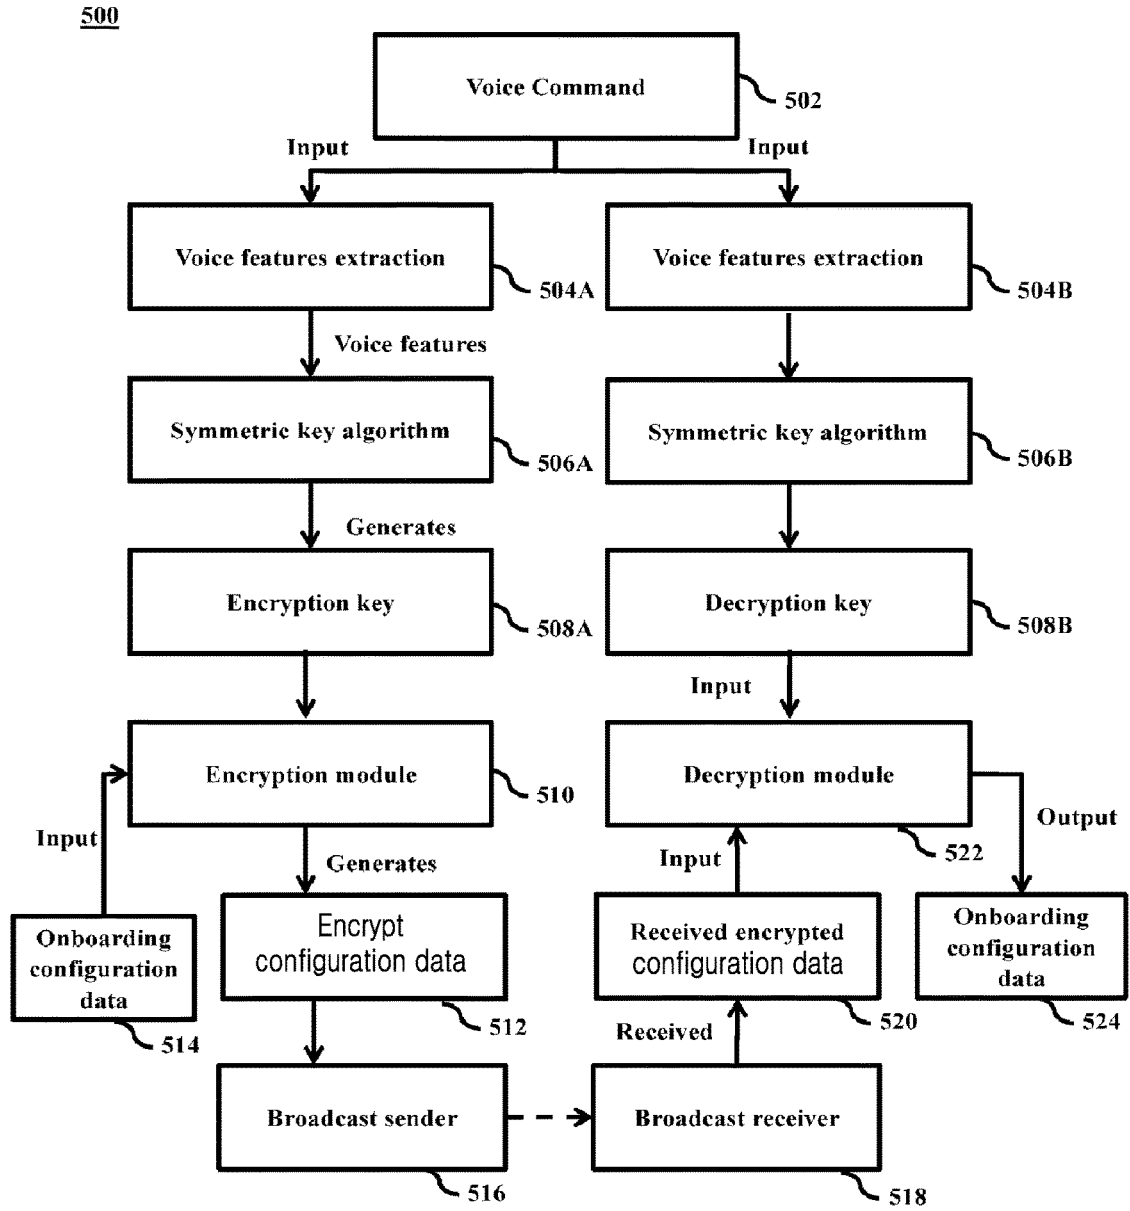 500
Voice Command
502
Input
Input
Voice features extraction
504A
Voice features extraction
504B
Voice features
Symmetric key algorithm
506A
Symmetric key algorithm
506B
Generates
Encryption key
508A
Decryption key
508B
Input
Encryption module
510
Decryption module
522
Input
Generates
Input
Output
Onboarding
configuration
data
514
Encrypt
configuration data
512
Received encrypted
configuration data
520
Onboarding
configuration
data
524
Received
Broadcast sender
516
Broadcast receiver
518